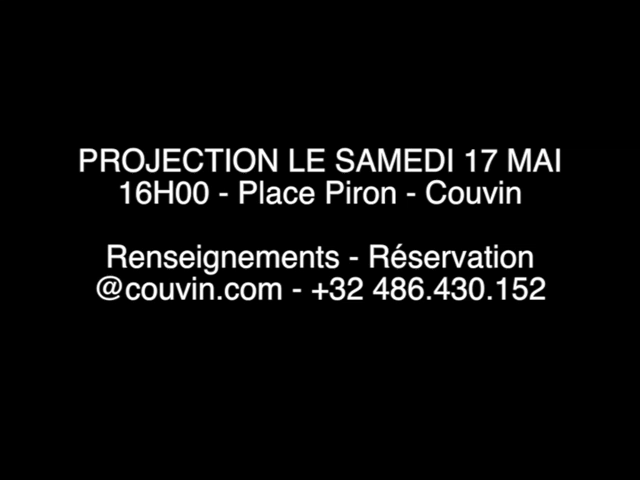 PROJECTION LE SAMEDI 17 MAI
16H00 - Place Piron - Couvin
Renseignements - Réservation
@couvin.com - +32 486.430.152